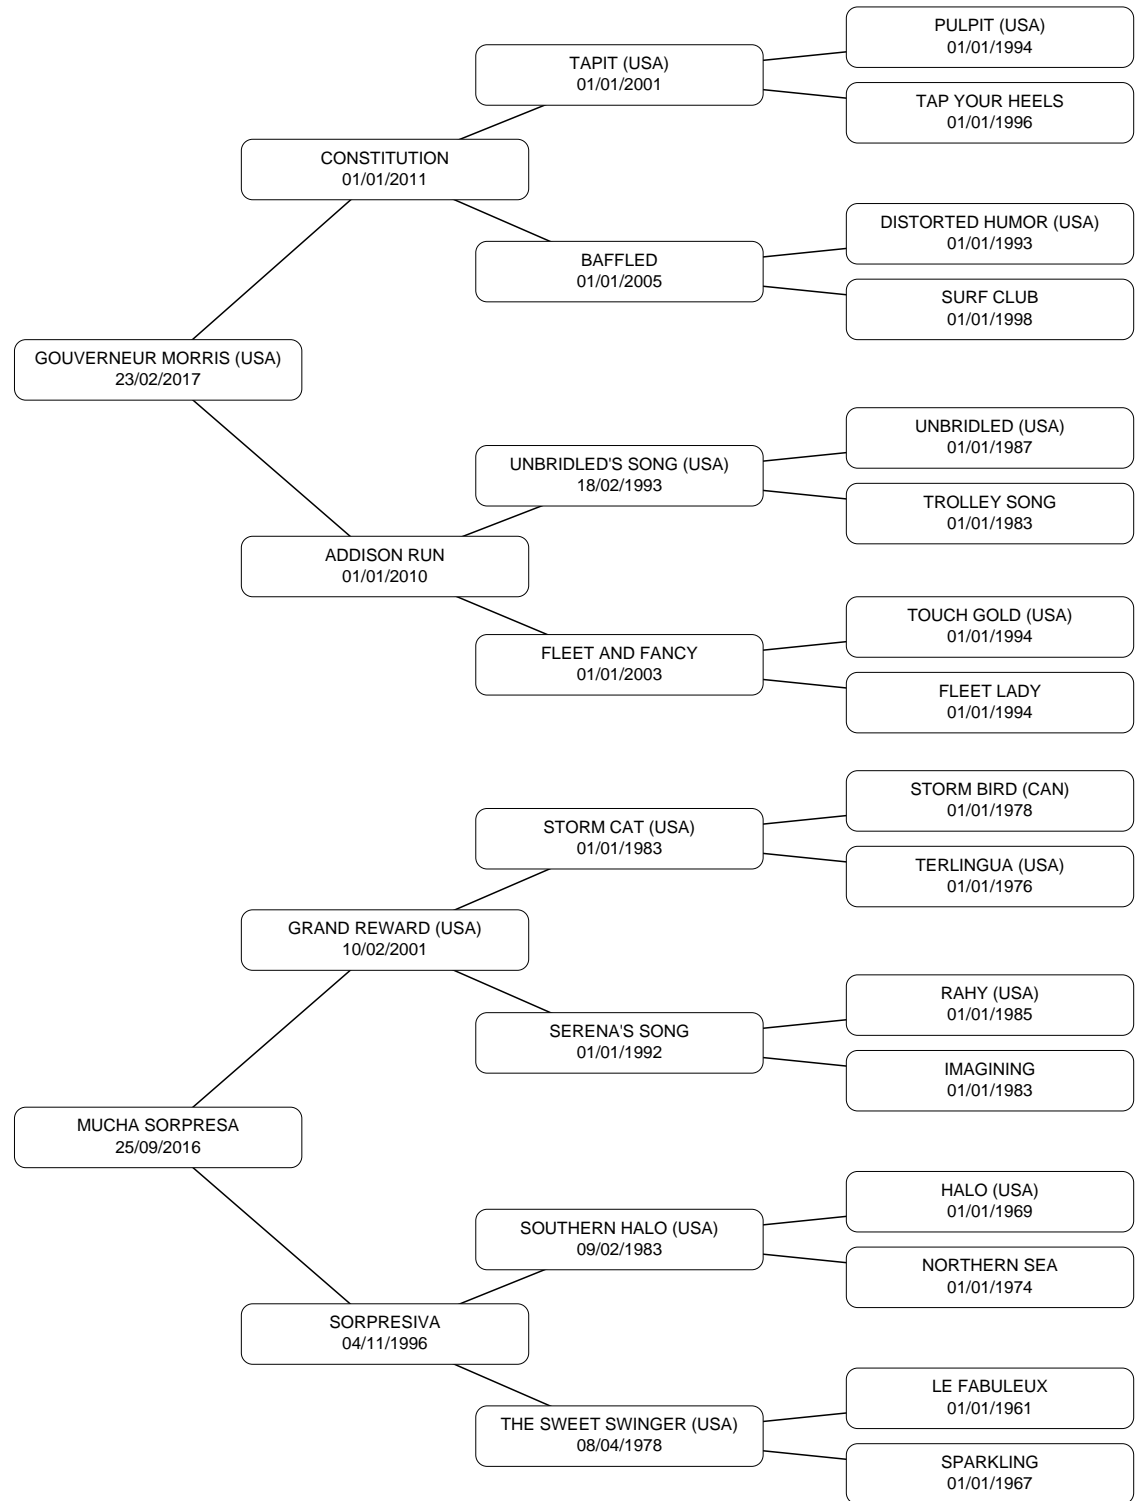 PULPIT (USA)
01/01/1994
TAPIT (USA)
01/01/2001
TAP YOUR HEELS
01/01/1996
CONSTITUTION
01/01/2011
DISTORTED HUMOR (USA)
01/01/1993
BAFFLED
01/01/2005
SURF CLUB
01/01/1998
GOUVERNEUR MORRIS (USA)
23/02/2017
UNBRIDLED (USA)
01/01/1987
UNBRIDLED'S SONG (USA)
18/02/1993
TROLLEY SONG
01/01/1983
ADDISON RUN
01/01/2010
TOUCH GOLD (USA)
01/01/1994
FLEET AND FANCY
01/01/2003
FLEET LADY
01/01/1994
STORM BIRD (CAN)
01/01/1978
STORM CAT (USA)
01/01/1983
TERLINGUA (USA)
01/01/1976
GRAND REWARD (USA)
10/02/2001
RAHY (USA)
01/01/1985
SERENA'S SONG
01/01/1992
IMAGINING
01/01/1983
MUCHA SORPRESA
25/09/2016
HALO (USA)
01/01/1969
SOUTHERN HALO (USA)
09/02/1983
NORTHERN SEA
01/01/1974
SORPRESIVA
04/11/1996
LE FABULEUX
01/01/1961
THE SWEET SWINGER (USA)
08/04/1978
SPARKLING
01/01/1967